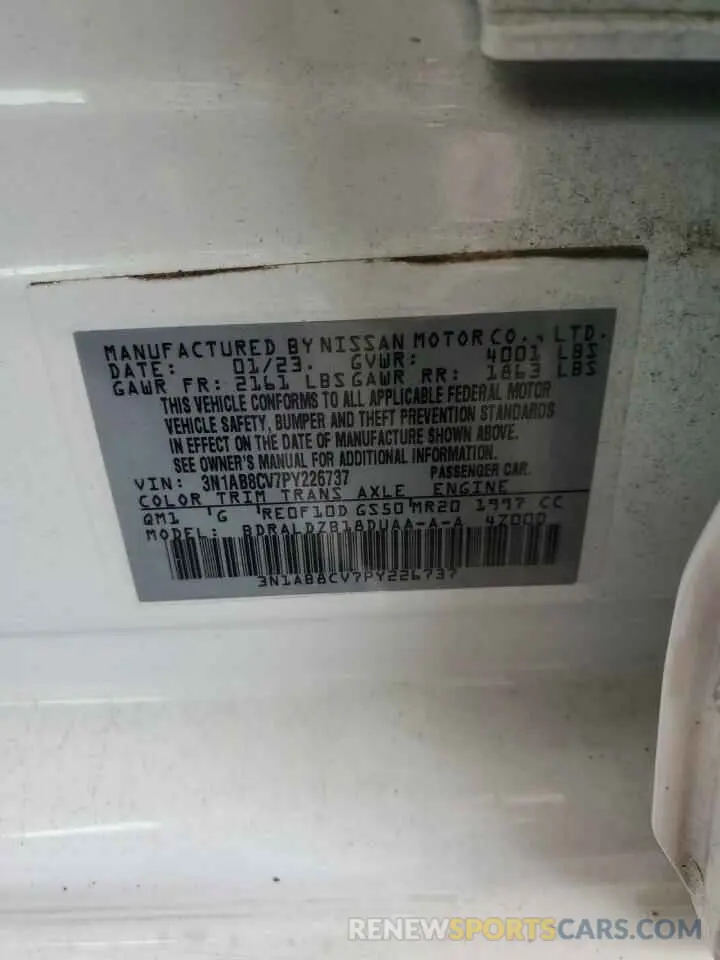 MANUFACTURED BY NISSAN MOTOR CO., LTD.
DATE: 01/23. GVWR: 4001 LBS
GAWR FR: 2161 LBS GAWR RR: 1863 LBS
THIS VEHICLE CONFORMS TO ALL APPLICABLE FEDERAL MOTOR
VEHICLE SAFETY, BUMPER AND THEFT PREVENTION STANDARDS
IN EFFECT ON THE DATE OF MANUFACTURE SHOWN ABOVE.
SEE OWNER'S MANUAL FOR ADDITIONAL INFORMATION.
VIN: 3N1AB8CV7PY226737 PASSENGER CAR.
COLOR TRIM TRANS AXLE ENGINE
QM1 'G RE0F10D GS50 MR20 1997 CC
MODEL: BDRALDZB18DUAA-A-A 4Z000
3N1AB8CV7PY226737
RENEWSPORTSCARS.COM